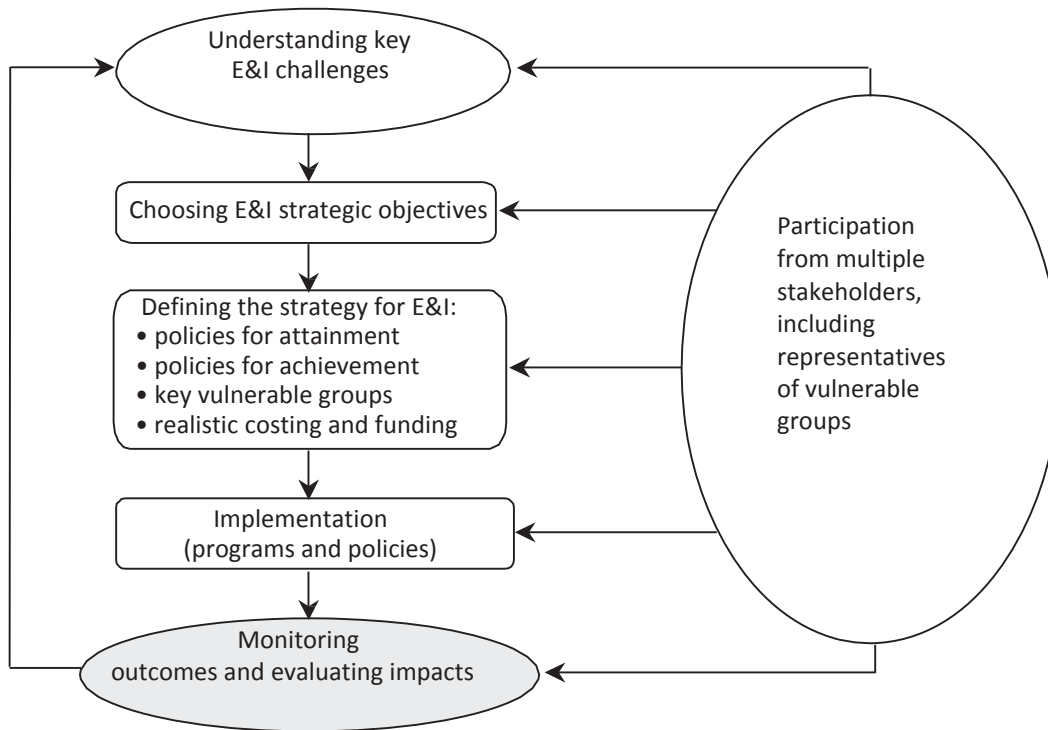 Understanding key
E&I challenges
Choosing E&I strategic objectives
Defining the strategy for E&I:
• policies for attainment
• policies for achievement
• key vulnerable groups
• realistic costing and funding
Implementation
(programs and policies)
Monitoring
outcomes and evaluating impacts
Participation
from multiple
stakeholders,
including
representatives
of vulnerable
groups